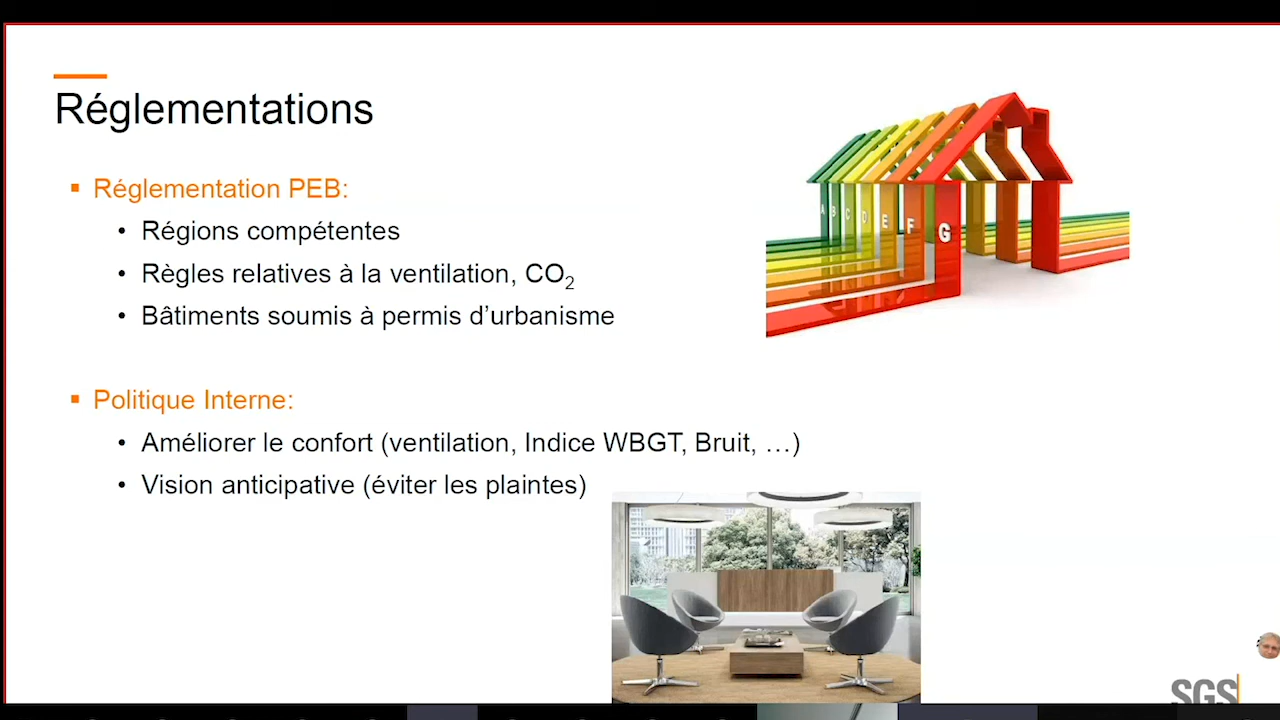 Réglementations
Réglementation PEB:
Régions compétentes
Règles relatives à la ventilation, CO₂
Bâtiments soumis à permis d’urbanisme
A B C D E F G
Politique Interne:
Améliorer le confort (ventilation, Indice WBGT, Bruit, …)
Vision anticipative (éviter les plaintes)
SGS